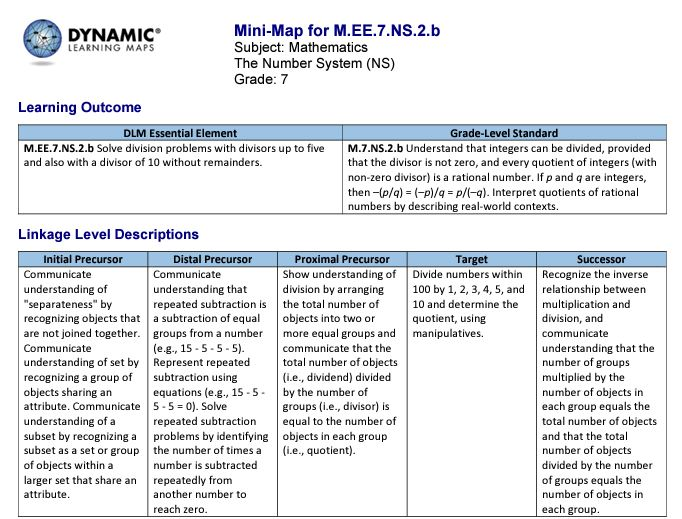 DYNAMIC®
LEARNING MAPS
Mini-Map for M.EE.7.NS.2.b
Subject: Mathematics
The Number System (NS)
Grade: 7
Learning Outcome
DLM Essential Element
M.EE.7.NS.2.b Solve division problems with divisors up to five
and also with a divisor of 10 without remainders.
Grade-Level Standard
M.7.NS.2.b Understand that integers can be divided, provided
that the divisor is not zero, and every quotient of integers (with
non-zero divisor) is a rational number. If p and q are integers,
then –(p/q) = (–p)/q = p/(–q). Interpret quotients of rational
numbers by describing real-world contexts.
Linkage Level Descriptions
Initial Precursor
Communicate
understanding of
"separateness" by
recognizing objects that
are not joined together.
Communicate
understanding of set by
recognizing a group of
objects sharing an
attribute. Communicate
understanding of a
subset by recognizing a
subset as a set or group
of objects within a
larger set that share an
attribute.
Distal Precursor
Communicate
understanding that
repeated subtraction is
a subtraction of equal
groups from a number
(e.g., 15 - 5 - 5 - 5).
Represent repeated
subtraction using
equations (e.g., 15 - 5 -
5 - 5 = 0). Solve
repeated subtraction
problems by identifying
the number of times a
number is subtracted
repeatedly from
another number to
reach zero.
Proximal Precursor
Show understanding of
division by arranging
the total number of
objects into two or
more equal groups and
communicate that the
total number of objects
(i.e., dividend) divided
by the number of
groups (i.e., divisor) is
equal to the number of
objects in each group
(i.e., quotient).
Target
Divide numbers within
100 by 1, 2, 3, 4, 5, and
10 and determine the
quotient, using
manipulatives.
Successor
Recognize the inverse
relationship between
multiplication and
division, and
communicate
understanding that the
number of groups
multiplied by the
number of objects in
each group equals the
total number of objects
and that the total
number of objects
divided by the number
of groups equals the
number of objects in
each group.